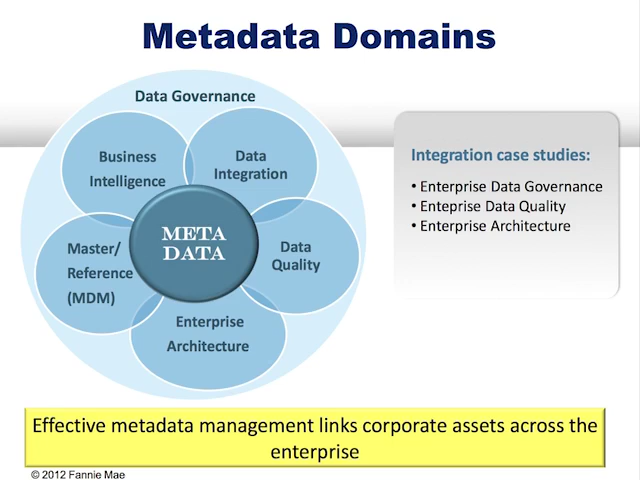 Metadata Domains
Data Governance
Business
Intelligence
Data
Integration
META
DATA
Master/
Reference
(MDM)
Data
Quality
Enterprise
Architecture
Integration case studies:
• Enterprise Data Governance
• Enteprise Data Quality
• Enterprise Architecture
Effective metadata management links corporate assets across the
enterprise
© 2012 Fannie Mae